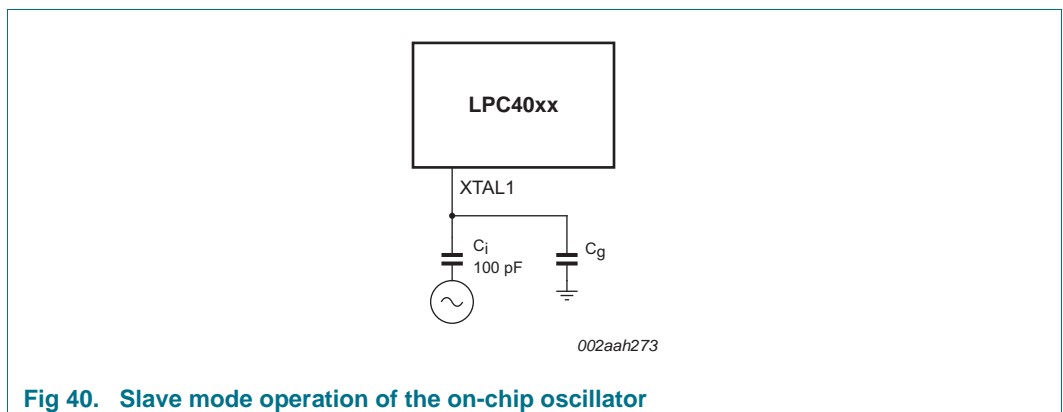 LPC40xx
XTAL1
Ci
100 pF
Cg
002aah273
Fig 40. Slave mode operation of the on-chip oscillator